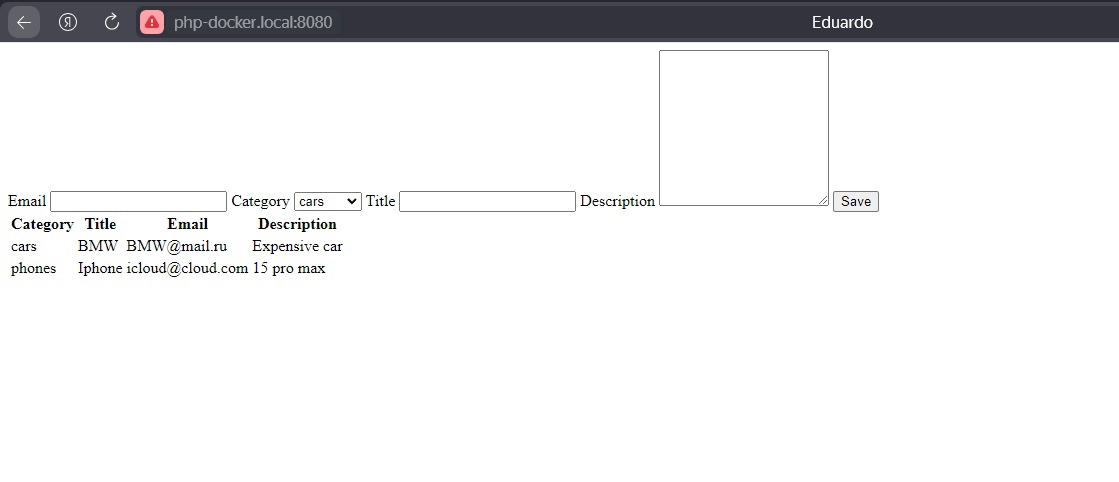 Я php-docker.local:8080 Eduardo
Email Category cars Title Description Save
Category Title Email Description
cars BMW BMW@mail.ru Expensive car
phones Iphone icloud@cloud.com 15 pro max